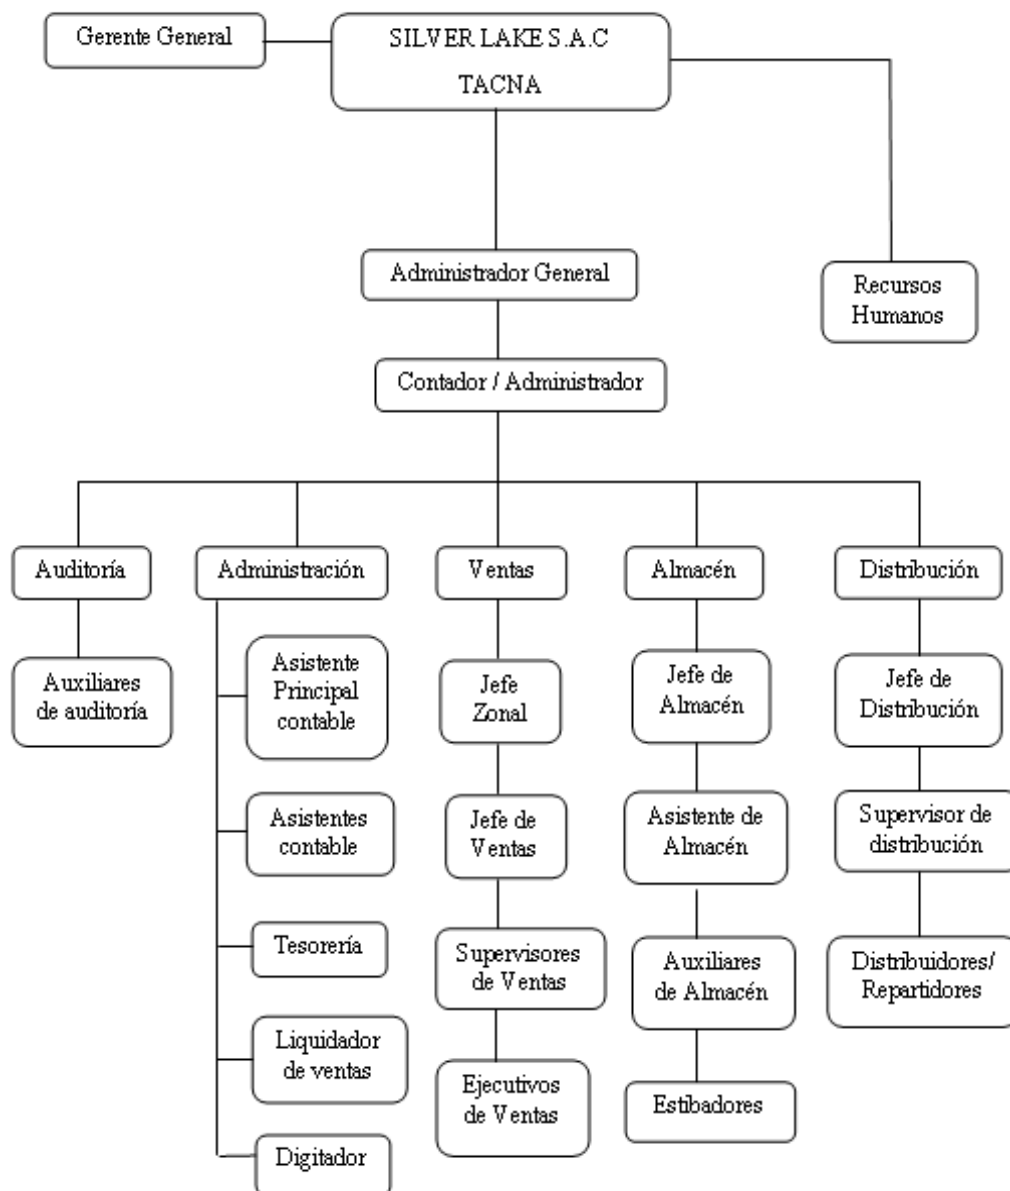 Gerente General
SILVER LAKE S.A.C
TACNA
Administrador General
Recursos
Humanos
Contador / Administrador
Auditoría
Administración
Ventas
Almacén
Distribución
Auxiliares
de auditoría
Asistente
Principal
contable
Asistentes
contable
Tesorería
Liquidador
de ventas
Digitador
Jefe
Zonal
Jefe de
Ventas
Supervisores
de Ventas
Ejecutivos
de Ventas
Jefe de
Almacén
Asistente de
Almacén
Auxiliares
de Almacén
Estibadores
Jefe de
Distribución
Supervisor de
distribución
Distribuidores/
Repartidores